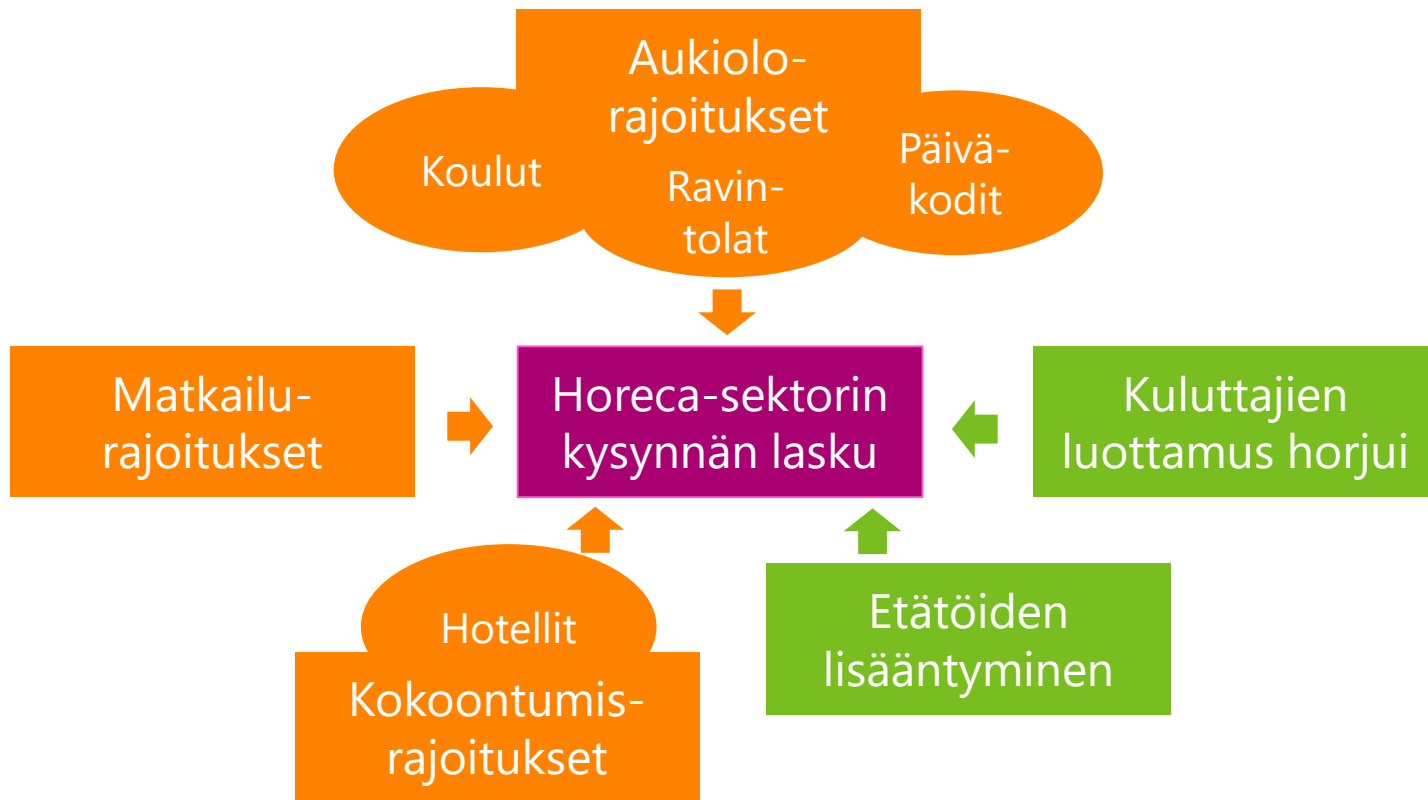 Aukiolo-
rajoitukset
Koulut
Ravin-
tolat
Päivä-
kodit
Matkailu-
rajoitukset
Horeca-sektorin
kysynnän lasku
Kuluttajien
luottamus horjui
Hotellit
Kokoontumis-
rajoitukset
Etätöiden
lisääntyminen